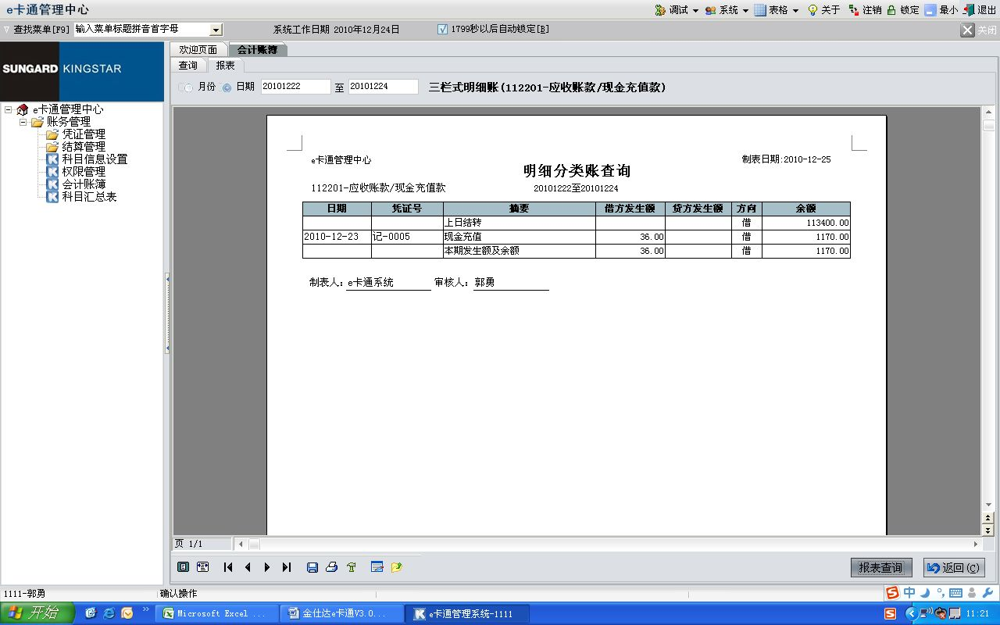 e卡通管理中心
调试 系统 表格 关于 注销 锁定 最小 退出
查找菜单[F9] 输入菜单标题拼音首字母 系统工作日期 2010年12月24日 1799秒以后自动锁定[B] 关闭
SUNGARD KINGSTAR
e卡通管理中心
账务管理
凭证管理
结算管理
科目信息设置
权限管理
会计账簿
科目汇总表
欢迎页面 会计账簿
查询 报表
月份 日期 20101222 至 20101224 三栏式明细账(112201-应收账款/现金充值款)
e卡通管理中心 制表日期:2010-12-25
明细分类账查询
112201-应收账款/现金充值款 20101222至20101224
日期 凭证号 摘要 借方发生额 贷方发生额 方向 余额
上日结转 借 113400.00
2010-12-23 记-0005 现金充值 36.00 借 1170.00
本期发生额及余额 36.00 借 1170.00
制表人: e卡通系统 审核人: 郭勇
页 1/1
报表查询 返回(C)
1111-郭勇 确认操作
中
开始 Microsoft Excel ... 金仕达e卡通V3.0... e卡通管理系统-1111 11:21